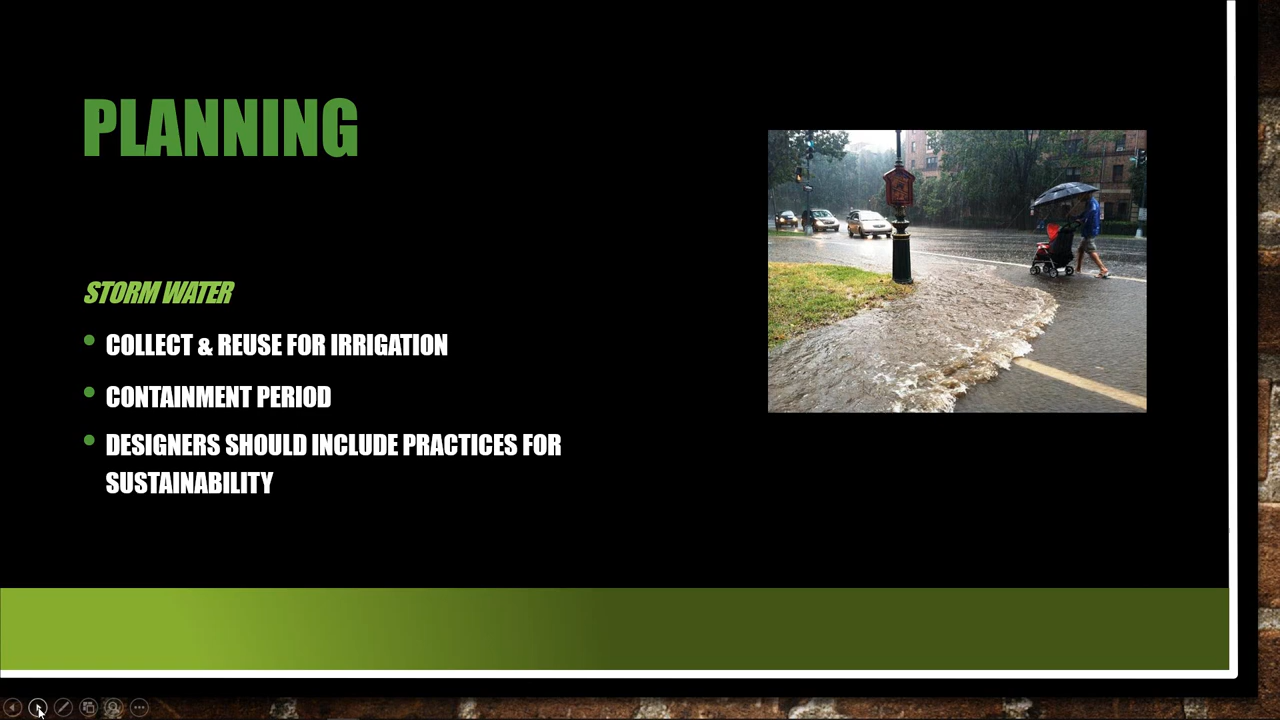 PLANNING
STORM WATER
COLLECT & REUSE FOR IRRIGATION
CONTAINMENT PERIOD
DESIGNERS SHOULD INCLUDE PRACTICES FOR
SUSTAINABILITY